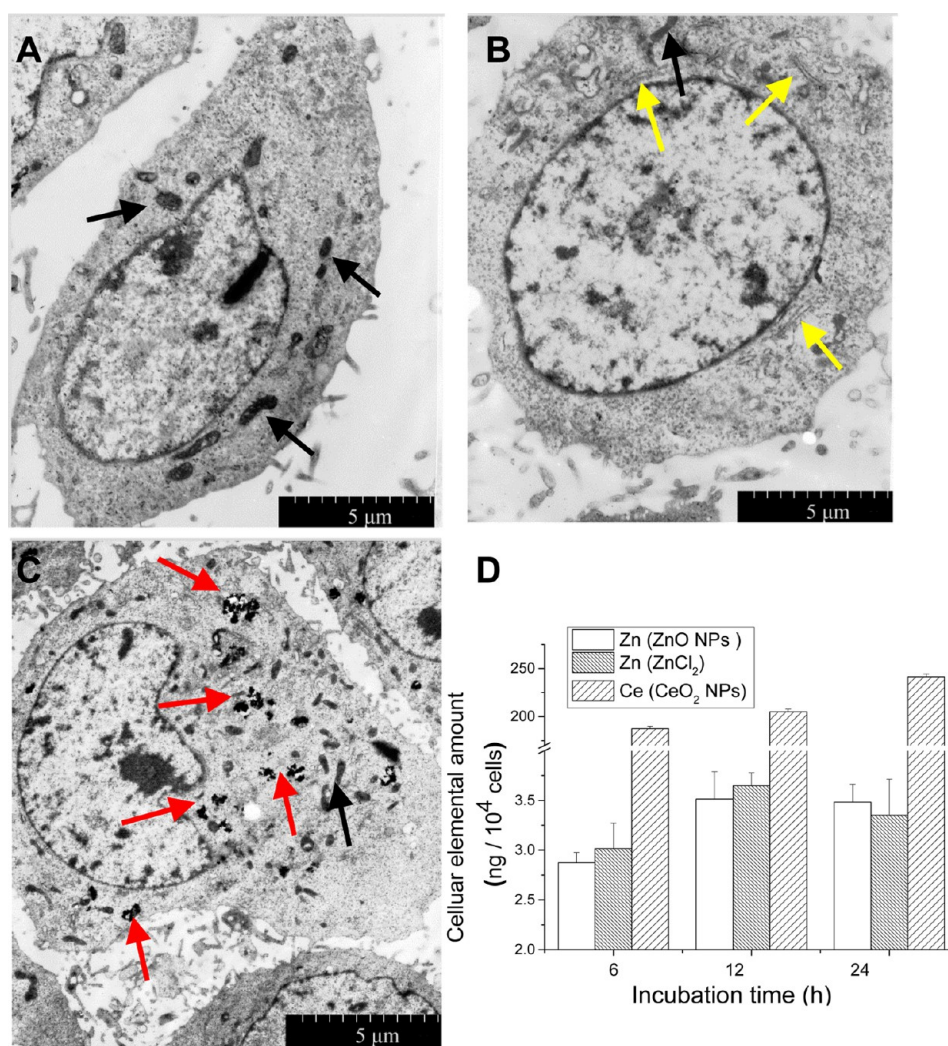 A
B
5 μm
5 μm
C
5 μm
D
Zn (ZnO NPs )
Zn (ZnCl2)
Ce (CeO2 NPs)
250
200
3.5
3.0
2.5
2.0
Celluar elemental amount
(ng / 10^4 cells)
6
12
24
Incubation time (h)